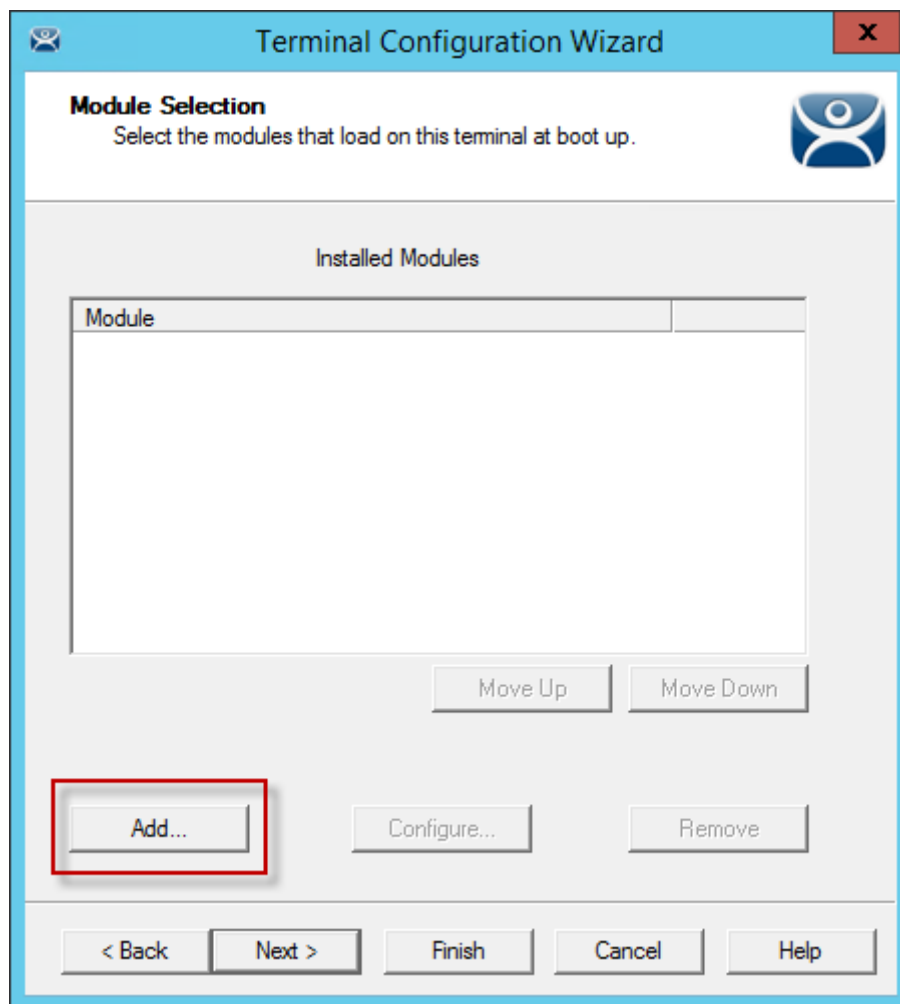 Terminal Configuration Wizard
x
Module Selection
Select the modules that load on this terminal at boot up.
Installed Modules
Module
Move Up Move Down
Add... Configure... Remove
< Back Next > Finish Cancel Help